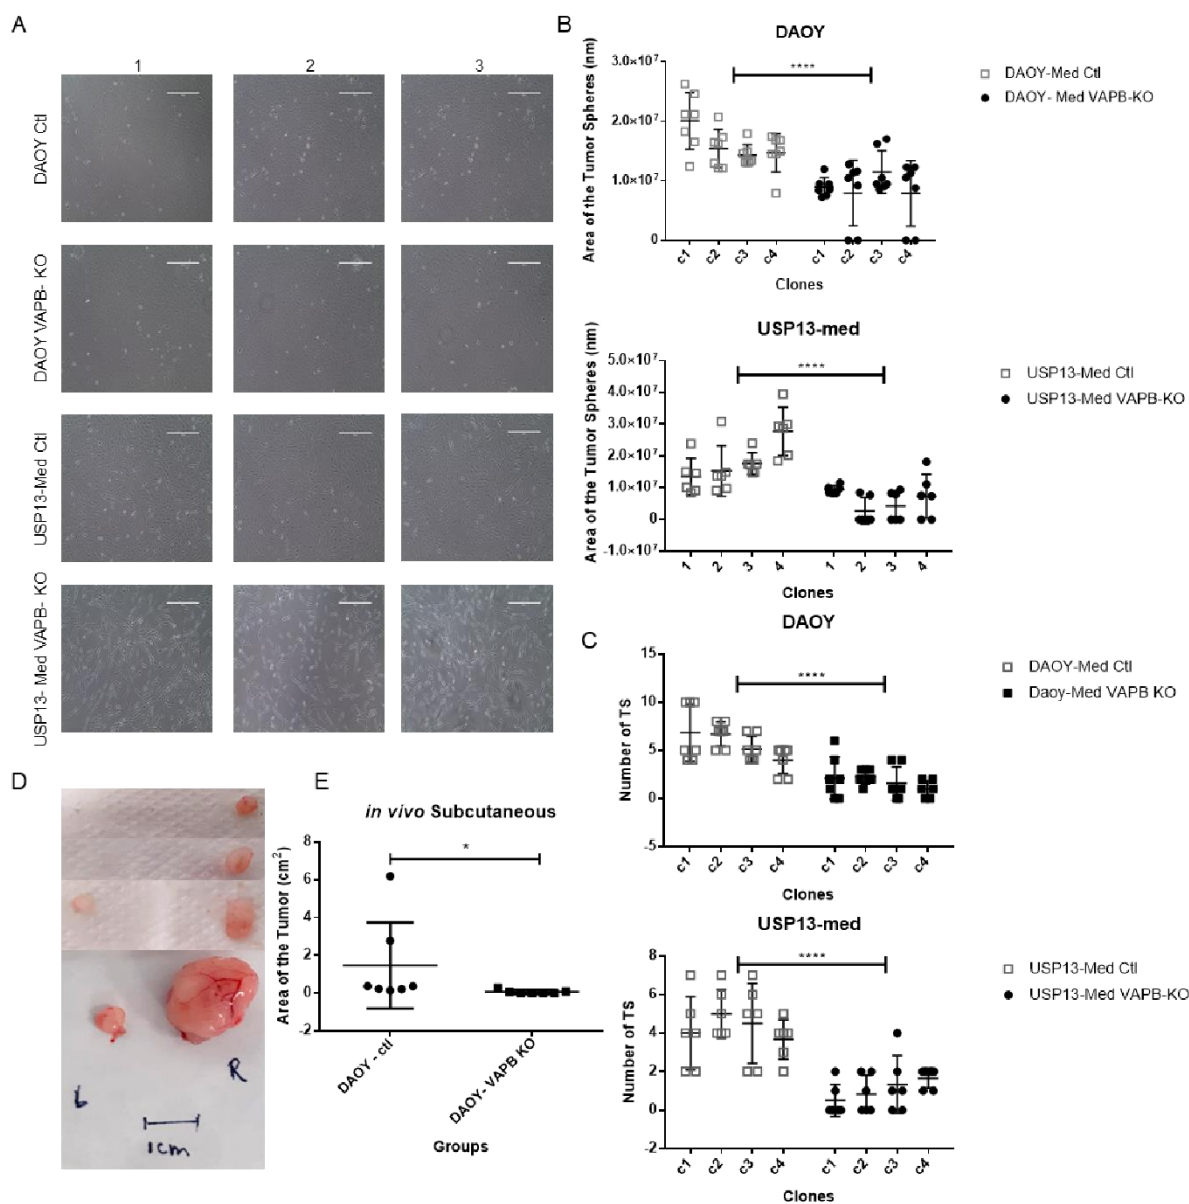 A
1 2 3
DAOY Ctl
DAOY VAPB- KO
USP13-Med Ctl
USP13- Med VAPB- KO
B
DAOY
Area of the Tumor Spheres (nm)
3.0×10⁷
2.0×10⁷
1.0×10⁷
0
c1 c2 c3 c4 c1 c2 c3 c4
Clones
****
DAOY-Med Ctl
DAOY- Med VAPB-KO
USP13-med
Area of the Tumor Spheres (nm)
5.0×10⁷
4.0×10⁷
3.0×10⁷
2.0×10⁷
1.0×10⁷
0
-1.0×10⁷
1 2 3 4 1 2 3 4
Clones
****
USP13-Med Ctl
USP13-Med VAPB-KO
C
DAOY
Number of TS
15
10
5
0
-5
c1 c2 c3 c4 c1 c2 c3 c4
Clones
****
DAOY-Med Ctl
Daoy-Med VAPB KO
USP13-med
Number of TS
8
6
4
2
0
-2
c1 c2 c3 c4 c1 c2 c3 c4
Clones
****
USP13-Med Ctl
USP13-Med VAPB-KO
D
L
R
1cm
E
in vivo Subcutaneous
Area of the Tumor (cm²)
8
6
4
2
0
-2
*
DAOY - ctl
DAOY- VAPB KO
Groups